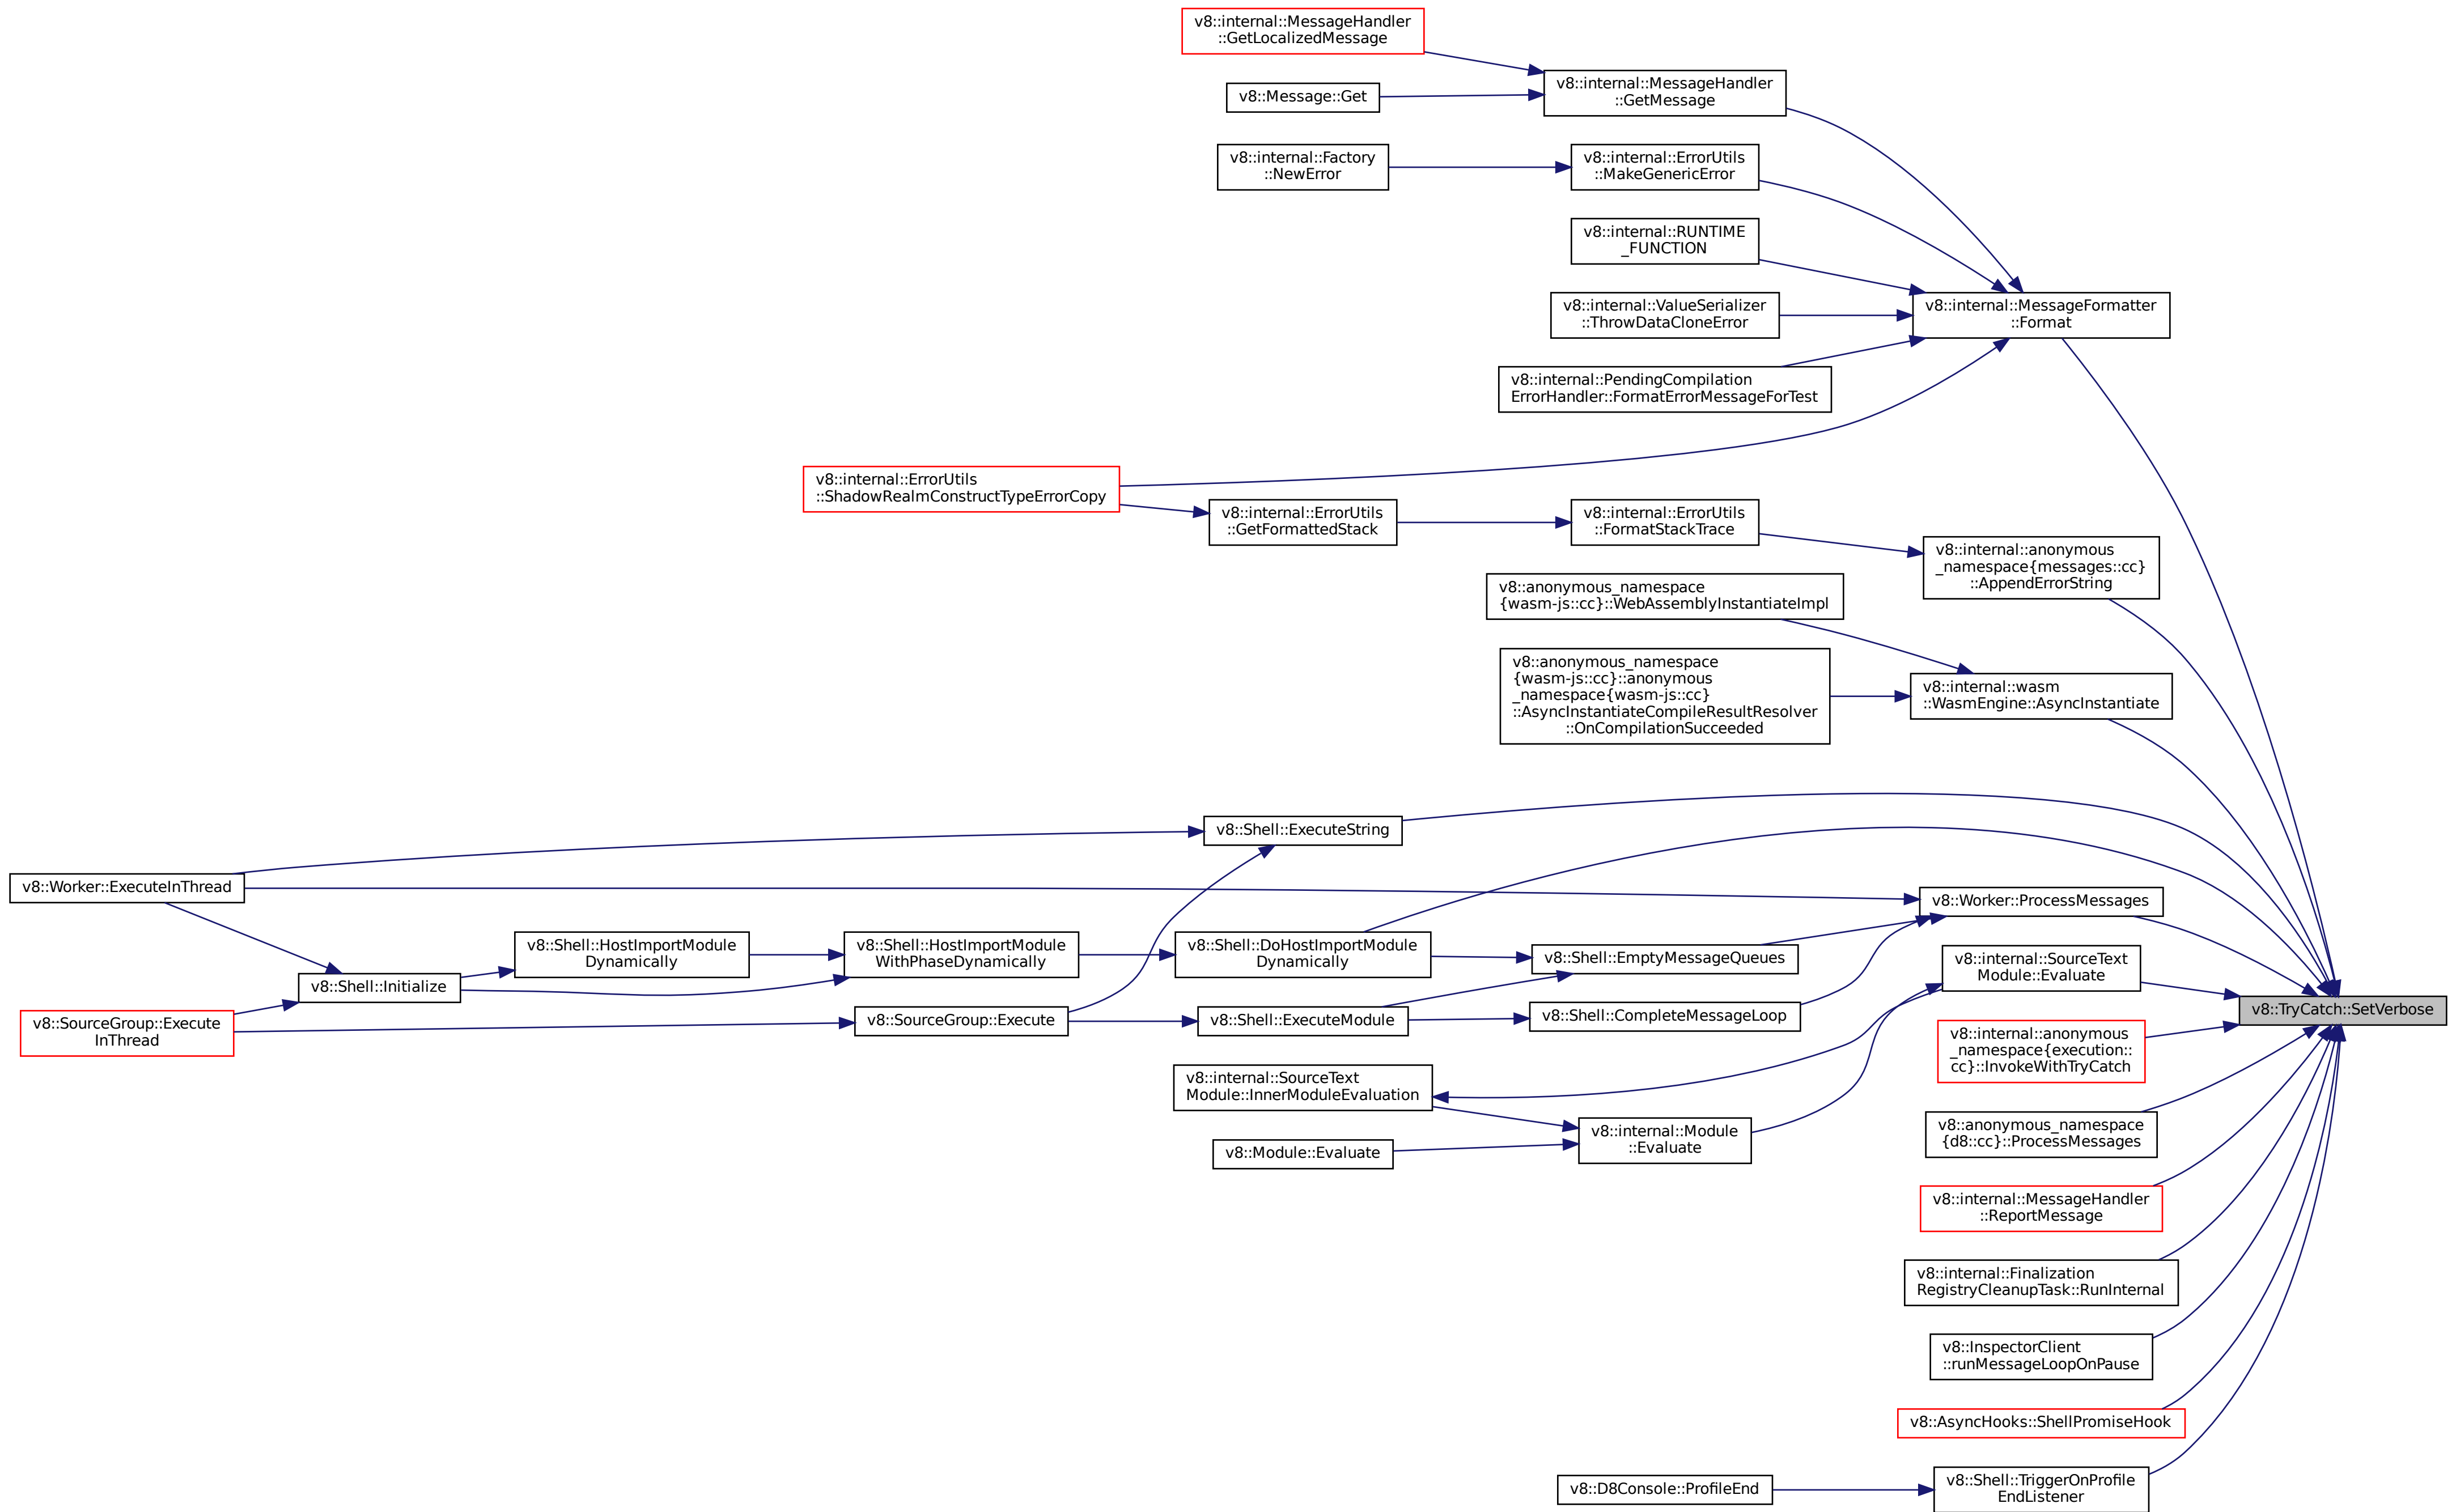 v8::internal::MessageHandler
::GetLocalizedMessage
v8::internal::MessageHandler
::GetMessage
v8::Message::Get
v8::internal::Factory
::NewError
v8::internal::ErrorUtils
::MakeGenericError
v8::internal::RUNTIME
_FUNCTION
v8::internal::ValueSerializer
::ThrowDataCloneError
v8::internal::MessageFormatter
::Format
v8::internal::PendingCompilation
ErrorHandler::FormatErrorMessageForTest
v8::internal::ErrorUtils
::ShadowRealmConstructTypeErrorCopy
v8::internal::ErrorUtils
::GetFormattedStack
v8::internal::ErrorUtils
::FormatStackTrace
v8::internal::anonymous
_namespace{messages::cc}
::AppendErrorString
v8::anonymous_namespace
{wasm-js::cc}::WebAssemblyInstantiateImpl
v8::anonymous_namespace
{wasm-js::cc}::anonymous
_namespace{wasm-js::cc}
::AsyncInstantiateCompileResultResolver
::OnCompilationSucceeded
v8::internal::wasm
::WasmEngine::AsyncInstantiate
v8::Shell::ExecuteString
v8::Worker::ExecuteInThread
v8::Worker::ProcessMessages
v8::Shell::HostImportModule
Dynamically
v8::Shell::HostImportModule
WithPhaseDynamically
v8::Shell::DoHostImportModule
Dynamically
v8::Shell::EmptyMessageQueues
v8::internal::SourceText
Module::Evaluate
v8::Shell::Initialize
v8::TryCatch::SetVerbose
v8::SourceGroup::Execute
InThread
v8::SourceGroup::Execute
v8::Shell::ExecuteModule
v8::Shell::CompleteMessageLoop
v8::internal::anonymous
_namespace{execution::
cc}::InvokeWithTryCatch
v8::internal::SourceText
Module::InnerModuleEvaluation
v8::Module::Evaluate
v8::internal::Module
::Evaluate
v8::anonymous_namespace
{d8::cc}::ProcessMessages
v8::internal::MessageHandler
::ReportMessage
v8::internal::Finalization
RegistryCleanupTask::RunInternal
v8::InspectorClient
::runMessageLoopOnPause
v8::AsyncHooks::ShellPromiseHook
v8::D8Console::ProfileEnd
v8::Shell::TriggerOnProfile
EndListener